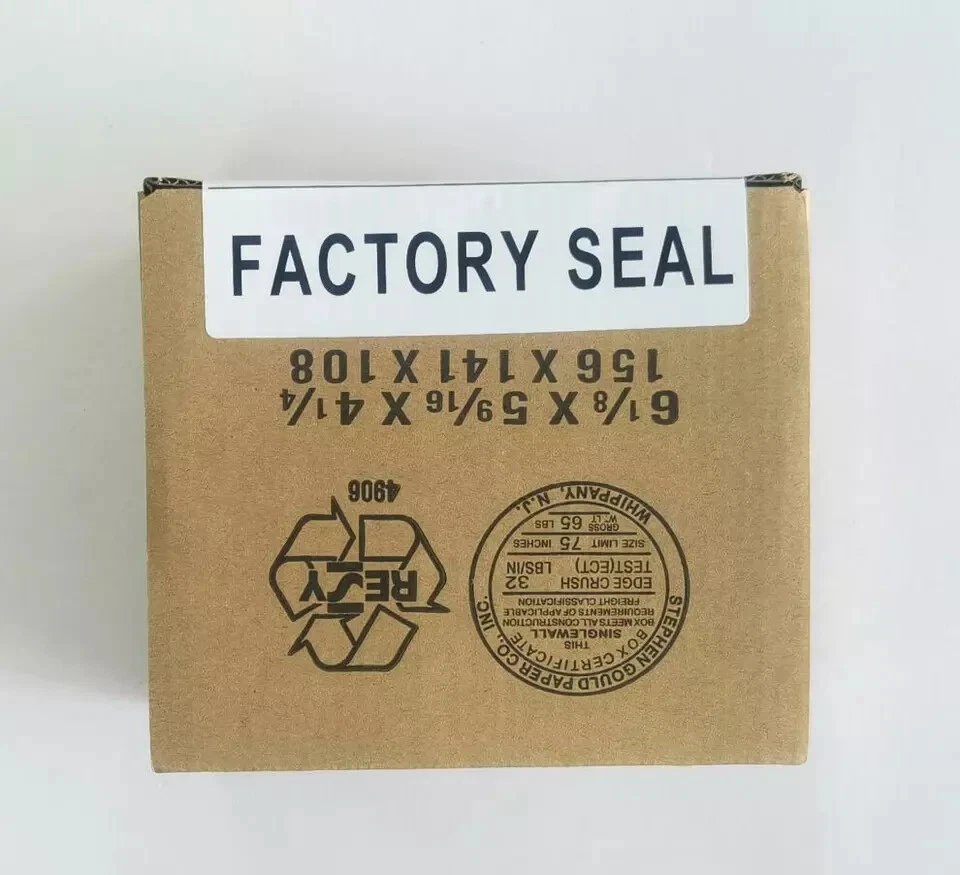 FACTORY SEAL
6 1/8 X 5 9/16 X 4 1/4
156 X 141 X 108
STEPHEN GOULD PAPER CO., INC.
WHIPPANY, N.J.
BOX CERTIFICATE
THIS
SINGLEWALL
BOX MEETS ALL CONSTRUCTION
REQUIREMENTS OF APPLICABLE
FREIGHT CLASSIFICATION
EDGE CRUSH 32
TEST(ECT) LBS/IN
SIZE LIMIT 75 INCHES
GROSS WT. LT 65 LBS
RESY
4906